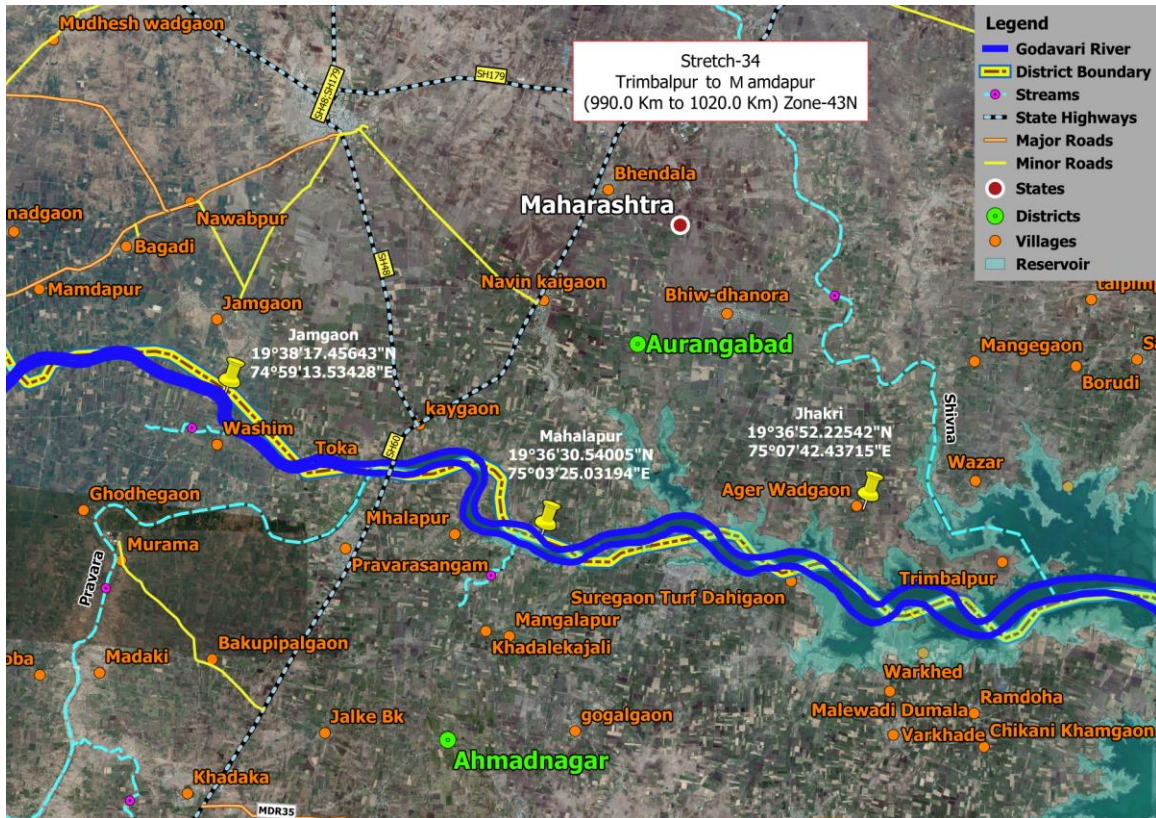 Mudhesh wadgaon
SH48;SH179
SH179
Stretch-34
Trimbalpur to Mamdapur
(990.0 Km to 1020.0 Km) Zone-43N
Legend
Godavari River
District Boundary
Streams
State Highways
Major Roads
Minor Roads
States
Districts
Villages
Reservoir
Bhendala
Maharashtra
nadgaon
Nawabpur
Bagadi
SH48
Mamdapur
Navin kaigaon
Bhiw-dhanora
Jamgaon
Jamgaon
19°38'17.45643"N
74°59'13.53428"E
Aurangabad
Mangegaon
Borudi
kaygaon
Shivna
Washim
Toka
SH60
Mahalapur
19°36'30.54005"N
75°03'25.03194"E
Jhakri
19°36'52.22542"N
75°07'42.43715"E
Wazar
Ghodhegaon
Ager Wadgaon
Mhalapur
Murama
Pravarasangam
Pravara
Trimbalpur
Suregaon Turf Dahigaon
Mangalapur
Khadalekajali
oba
Madaki
Bakupipalgaon
Warkhed
Ramdoha
Malewadi Dumala
Jalke Bk
gogalgaon
Varkhade
Chikani Khamgaon
Ahmadnagar
Khadaka
MDR35